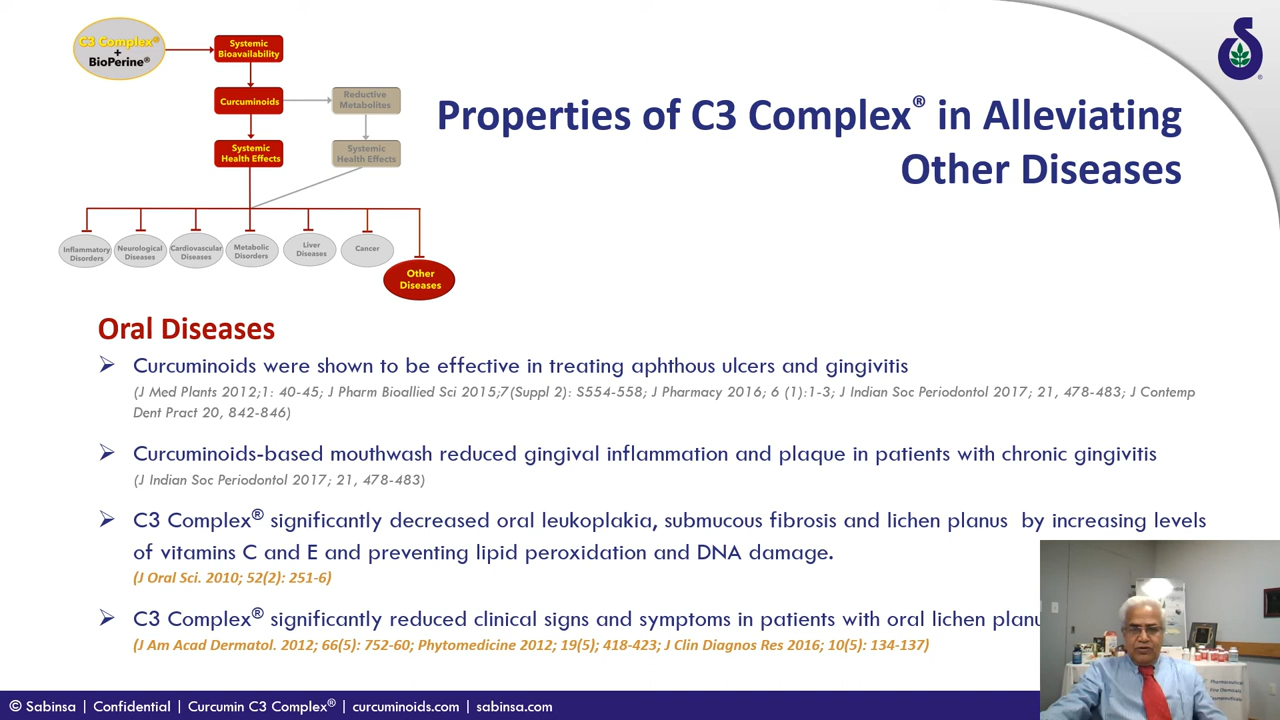 C3 Complex®
+
BioPerine®
Systemic
Bioavailability
Curcuminoids
Reductive
Metabolites
Systemic
Health Effects
Systemic
Health Effects
Inflammatory
Disorders
Neurological
Diseases
Cardiovascular
Diseases
Metabolic
Disorders
Liver
Diseases
Cancer
Other
Diseases
®
Properties of C3 Complex® in Alleviating
Other Diseases
Oral Diseases
Curcuminoids were shown to be effective in treating aphthous ulcers and gingivitis
(J Med Plants 2012;1: 40-45; J Pharm Bioallied Sci 2015;7(Suppl 2): S554-558; J Pharmacy 2016; 6 (1):1-3; J Indian Soc Periodontol 2017; 21, 478-483; J Contemp
Dent Pract 20, 842-846)
Curcuminoids-based mouthwash reduced gingival inflammation and plaque in patients with chronic gingivitis
(J Indian Soc Periodontol 2017; 21, 478-483)
C3 Complex® significantly decreased oral leukoplakia, submucous fibrosis and lichen planus by increasing levels
of vitamins C and E and preventing lipid peroxidation and DNA damage.
(J Oral Sci. 2010; 52(2): 251-6)
C3 Complex® significantly reduced clinical signs and symptoms in patients with oral lichen planu
(J Am Acad Dermatol. 2012; 66(5): 752-60; Phytomedicine 2012; 19(5); 418-423; J Clin Diagnos Res 2016; 10(5): 134-137)
Pharmaceutical
Fine Chemicals
© Sabinsa | Confidential | Curcumin C3 Complex® | curcuminoids.com | sabinsa.com